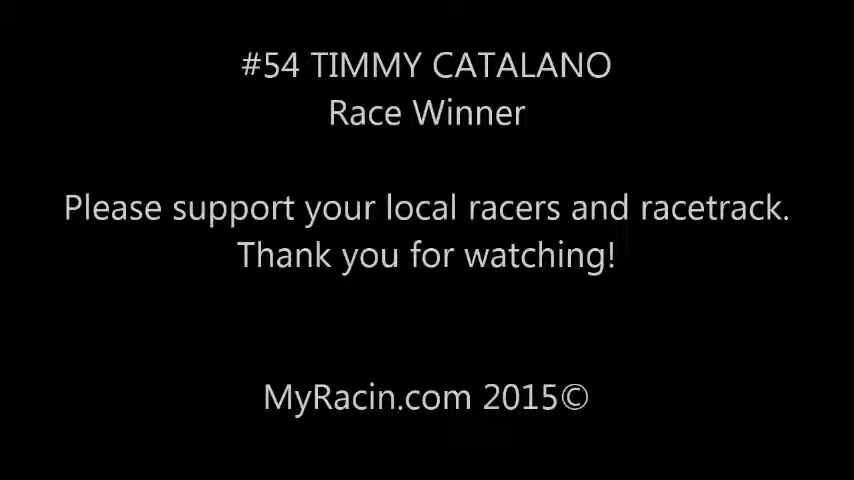 #54 TIMMY CATALANO
Race Winner
Please support your local racers and racetrack.
Thank you for watching!
MyRacin.com 2015©